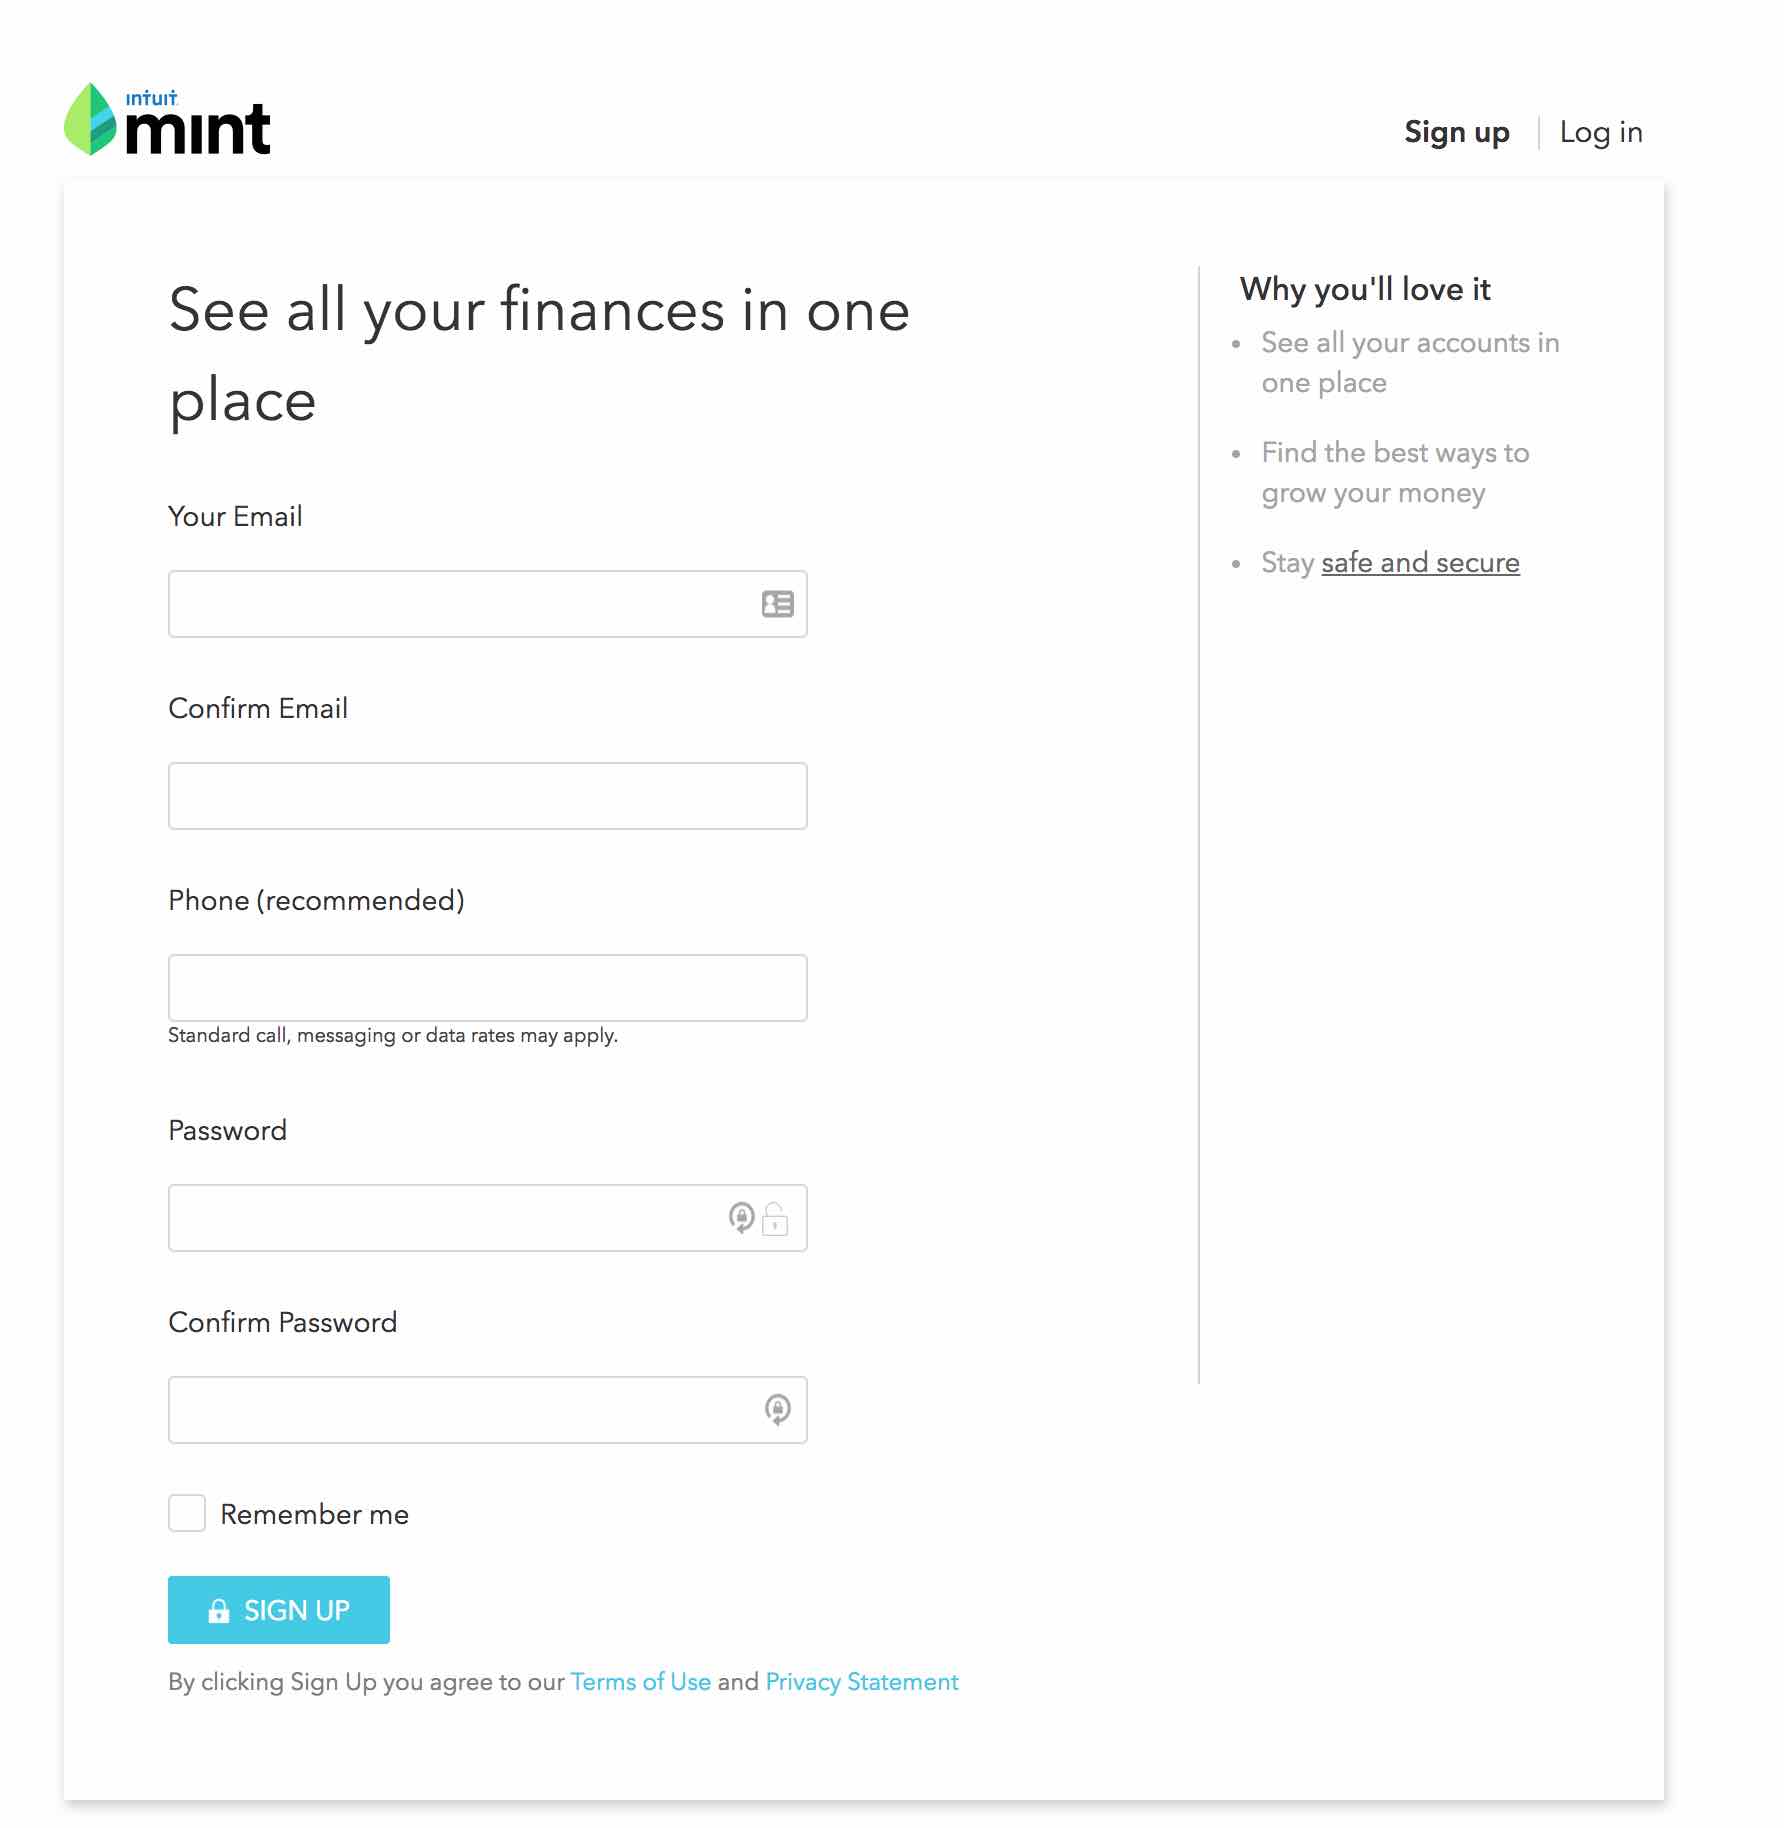 intuit
mint
Sign up
Log in
See all your finances in one
place
Your Email
Confirm Email
Phone (recommended)
Standard call, messaging or data rates may apply.
Password
Confirm Password
Remember me
SIGN UP
By clicking Sign Up you agree to our Terms of Use and Privacy Statement
Why you'll love it
• See all your accounts in
one place
• Find the best ways to
grow your money
• Stay safe and secure